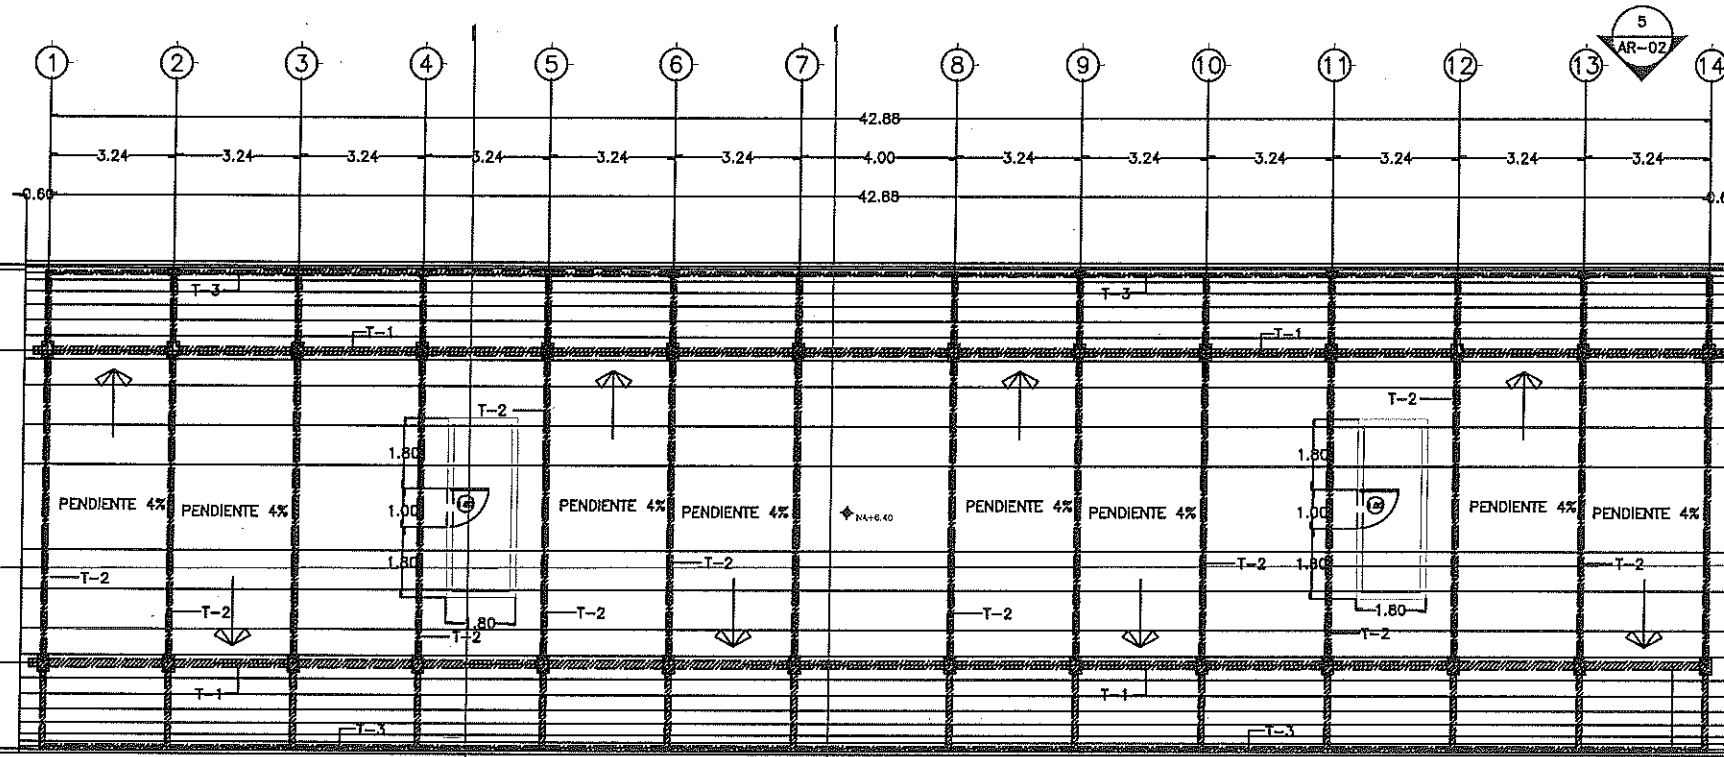 5
AR-02
1 2 3 4 5 6 7 8 9 10 11 12 13 14
42.88
3.24 3.24 3.24 3.24 3.24 3.24 4.00 3.24 3.24 3.24 3.24 3.24 3.24
0.60 42.88
T-3 T-3
T-1 T-1
T-2 T-2
1.80 1.80
PENDIENTE 4% PENDIENTE 4% PENDIENTE 4% PENDIENTE 4% PENDIENTE 4% PENDIENTE 4% PENDIENTE 4% PENDIENTE 4%
1.00 NA+6.40 1.00
1.80 T-2 T-2 1.80 T-2
T-2
T-2 T-2 T-2 1.80
.80 T-2 T-2
T-1 T-1
T-3 T-3